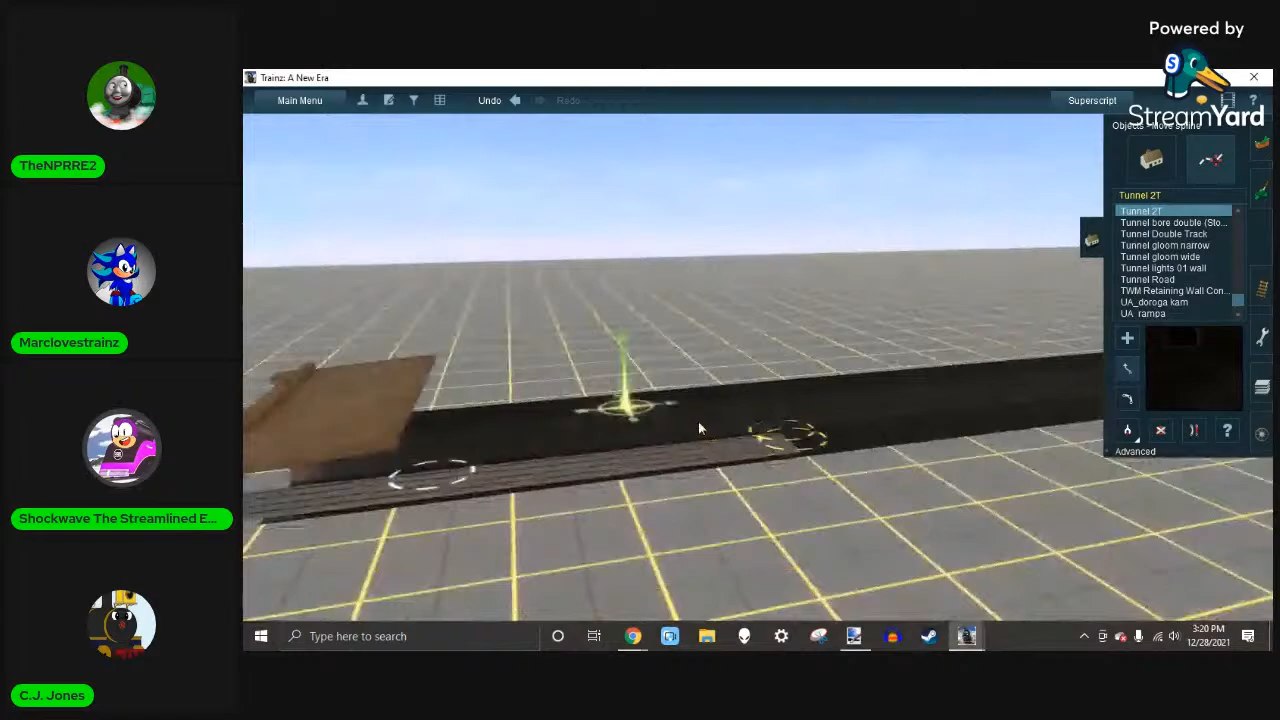 Powered by
StreamYard
TheNPRRE2
Marclovestrainz
Shockwave The Streamlined E...
C.J. Jones
Trainz: A New Era
Main Menu
Undo
Redo
Superscript
?
Objects - Move Spline
Tunnel 2T
Tunnel 2T
Tunnel bore double (Sto...
Tunnel Double Track
Tunnel gloom narrow
Tunnel gloom wide
Tunnel lights 01 wall
Tunnel Road
TWM Retaining Wall Con...
UA_doroga kam
UA_rampa
?
Advanced
Type here to search
3:20 PM
12/28/2021